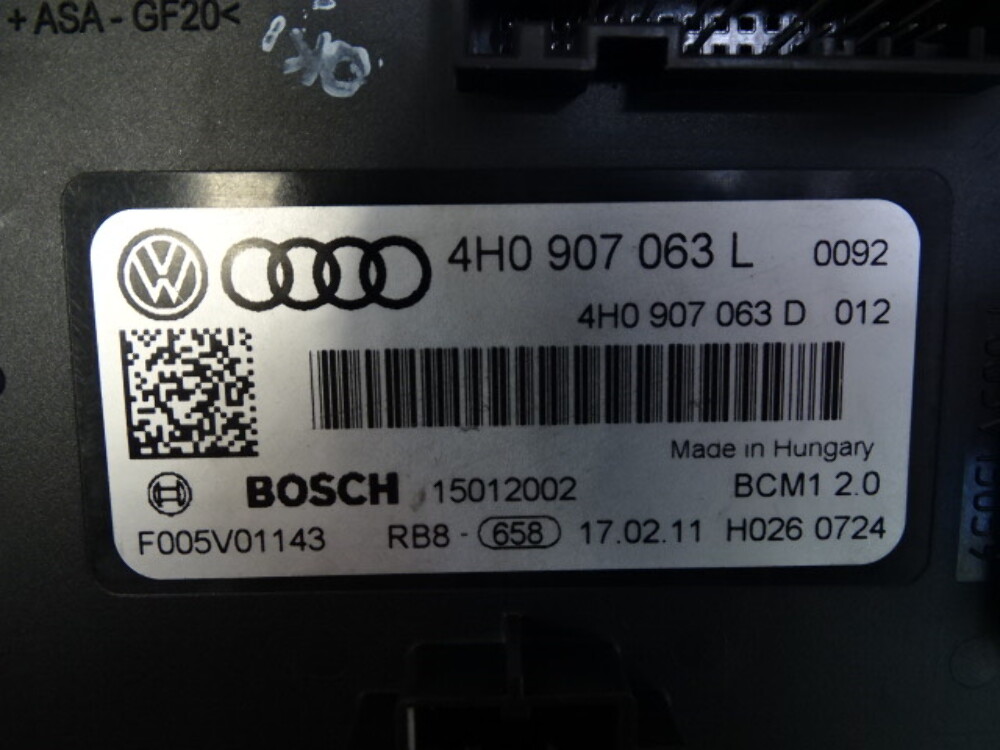 + ASA - GF20<
4H0 907 063 L 0092
4H0 907 063 D 012
Made in Hungary
BOSCH 15012002 BCM1 2.0
F005V01143 RB8 - 658 17.02.11 H026 0724